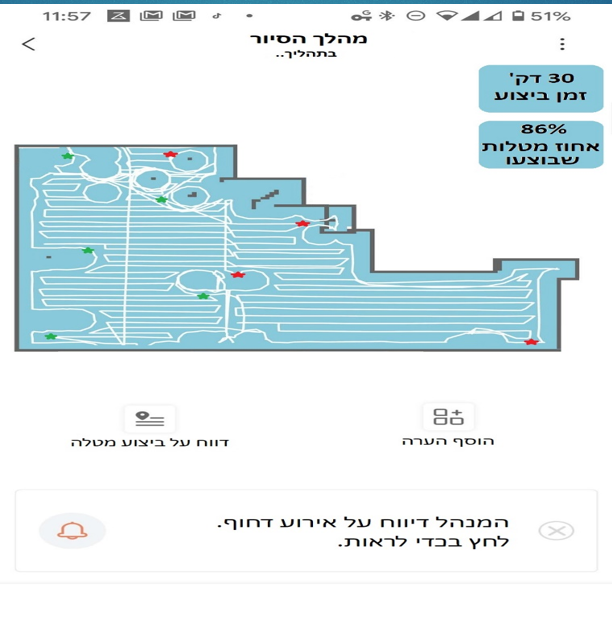 11:57 51%
מהלך הסיור
בתהליך..
30 דק'
זמן ביצוע
86%
אחוז מטלות
שבוצעו
הוסף הערה
דווח על ביצוע מטלה
המנהל דיווח על אירוע דחוף.
לחץ בכדי לראות.